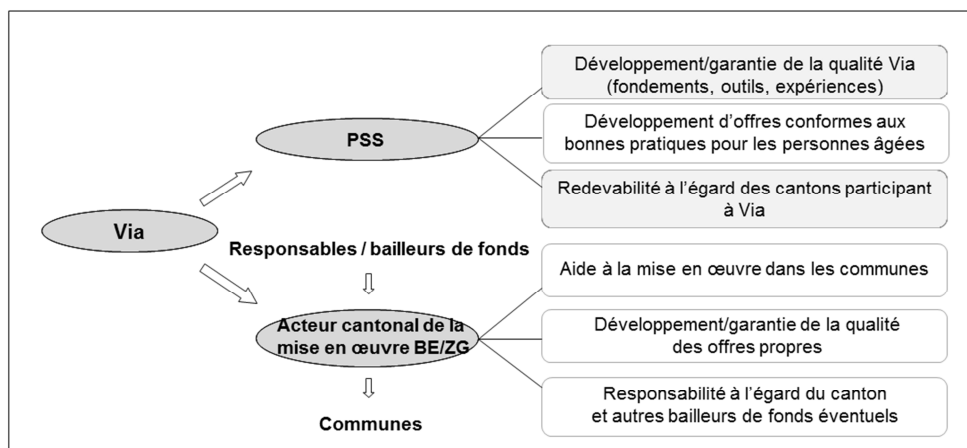 Développement/garantie de la qualité Via
(fondements, outils, expériences)
PSS
Développement d'offres conformes aux
bonnes pratiques pour les personnes âgées
Redevabilité à l'égard des cantons participant
à Via
Via
Responsables / bailleurs de fonds
Aide à la mise en œuvre dans les communes
Acteur cantonal de la
mise en œuvre BE/ZG
Développement/garantie de la qualité
des offres propres
Responsabilité à l'égard du canton
et autres bailleurs de fonds éventuels
Communes